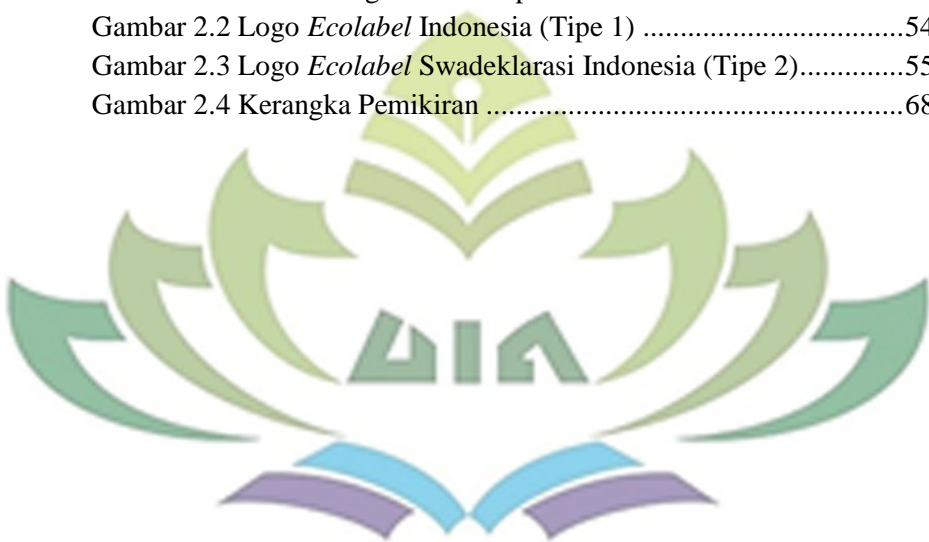 Gambar 2.2 Logo Ecolabel Indonesia (Tipe 1) ...................................54
Gambar 2.3 Logo Ecolabel Swadeklarasi Indonesia (Tipe 2)..............55
Gambar 2.4 Kerangka Pemikiran ........................................................68
UIN